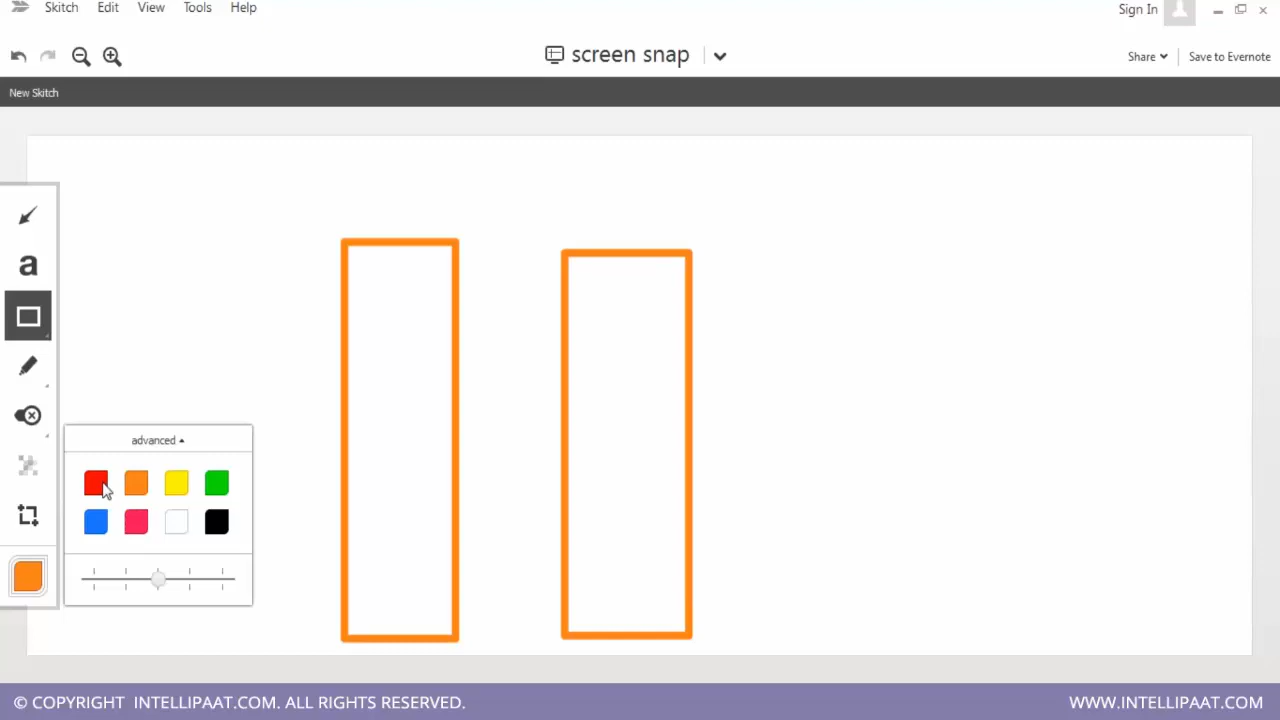 Skitch Edit View Tools Help Sign In
screen snap
Share Save to Evernote
New Skitch
a
advanced
© COPYRIGHT INTELLIPAAT.COM. ALL RIGHTS RESERVED. WWW.INTELLIPAAT.COM